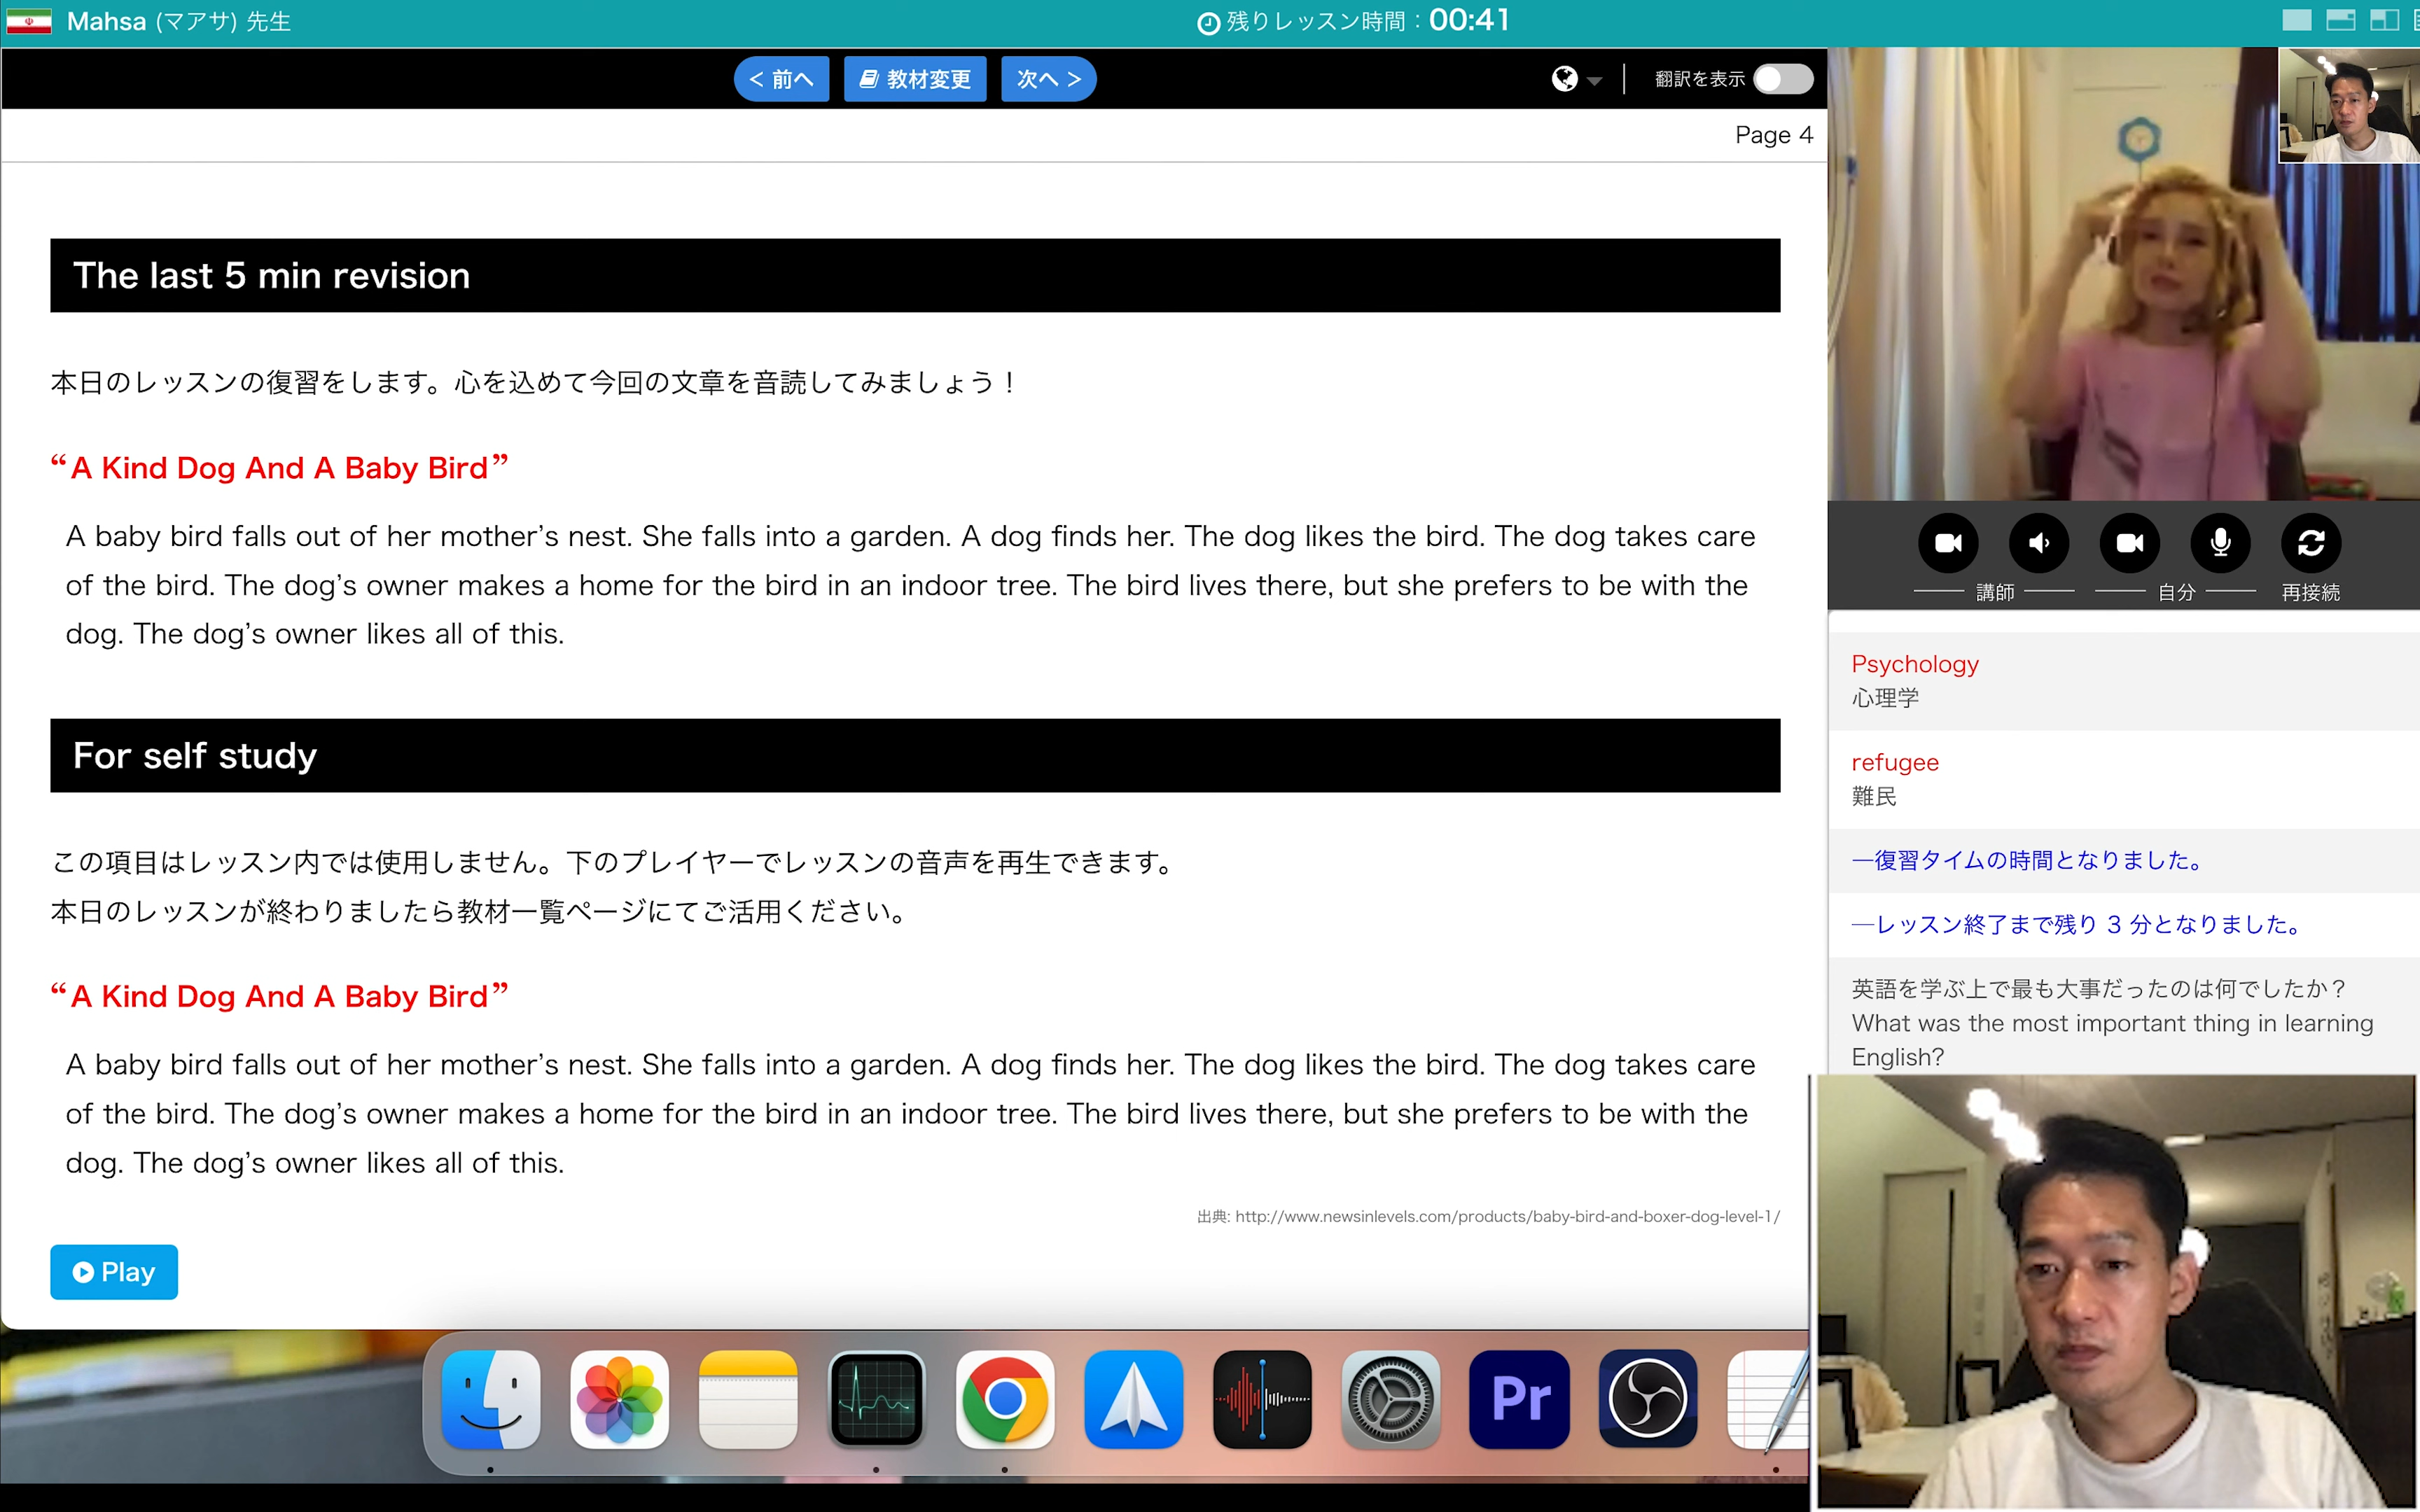 Mahsa (マアサ) 先生
残りレッスン時間：00:41
< 前へ
教材変更
次へ >
翻訳を表示
Page 4
The last 5 min revision
本日のレッスンの復習をします。心を込めて今回の文章を音読してみましょう！
“A Kind Dog And A Baby Bird”
A baby bird falls out of her mother’s nest. She falls into a garden. A dog finds her. The dog likes the bird. The dog takes care
of the bird. The dog’s owner makes a home for the bird in an indoor tree. The bird lives there, but she prefers to be with the
dog. The dog’s owner likes all of this.
For self study
この項目はレッスン内では使用しません。下のプレイヤーでレッスンの音声を再生できます。
本日のレッスンが終わりましたら教材一覧ページにてご活用ください。
“A Kind Dog And A Baby Bird”
A baby bird falls out of her mother’s nest. She falls into a garden. A dog finds her. The dog likes the bird. The dog takes care
of the bird. The dog’s owner makes a home for the bird in an indoor tree. The bird lives there, but she prefers to be with the
dog. The dog’s owner likes all of this.
出典: http://www.newsinlevels.com/products/baby-bird-and-boxer-dog-level-1/
Play
講師
自分
再接続
Psychology
心理学
refugee
難民
―復習タイムの時間となりました。
―レッスン終了まで残り 3 分となりました。
英語を学ぶ上で最も大事だったのは何でしたか？
What was the most important thing in learning
English?
Pr